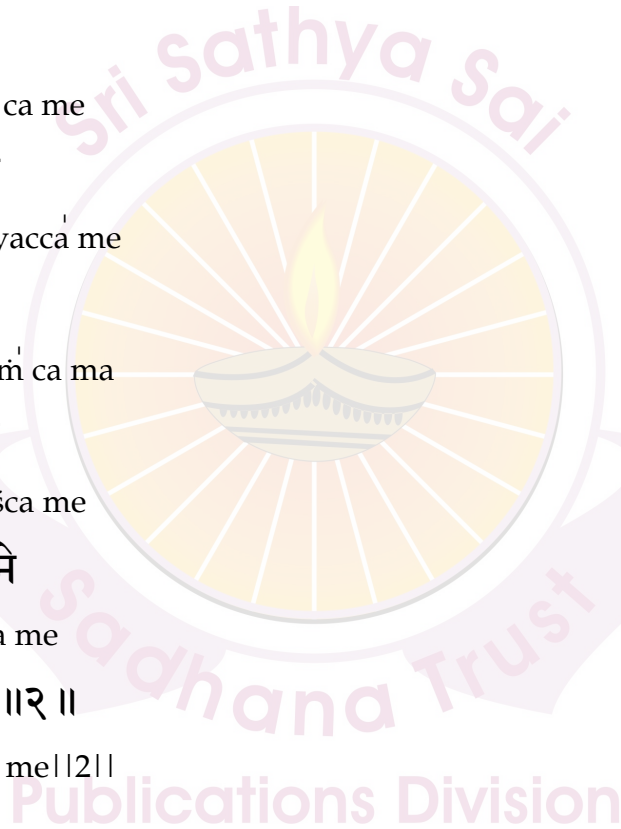 Sri Sathya Sai
ca me
yacca̍ me
ṁ̍ ca ma
śca me
मे
a me
॥२॥
me||2||
Sadhana Trust
Publications Division